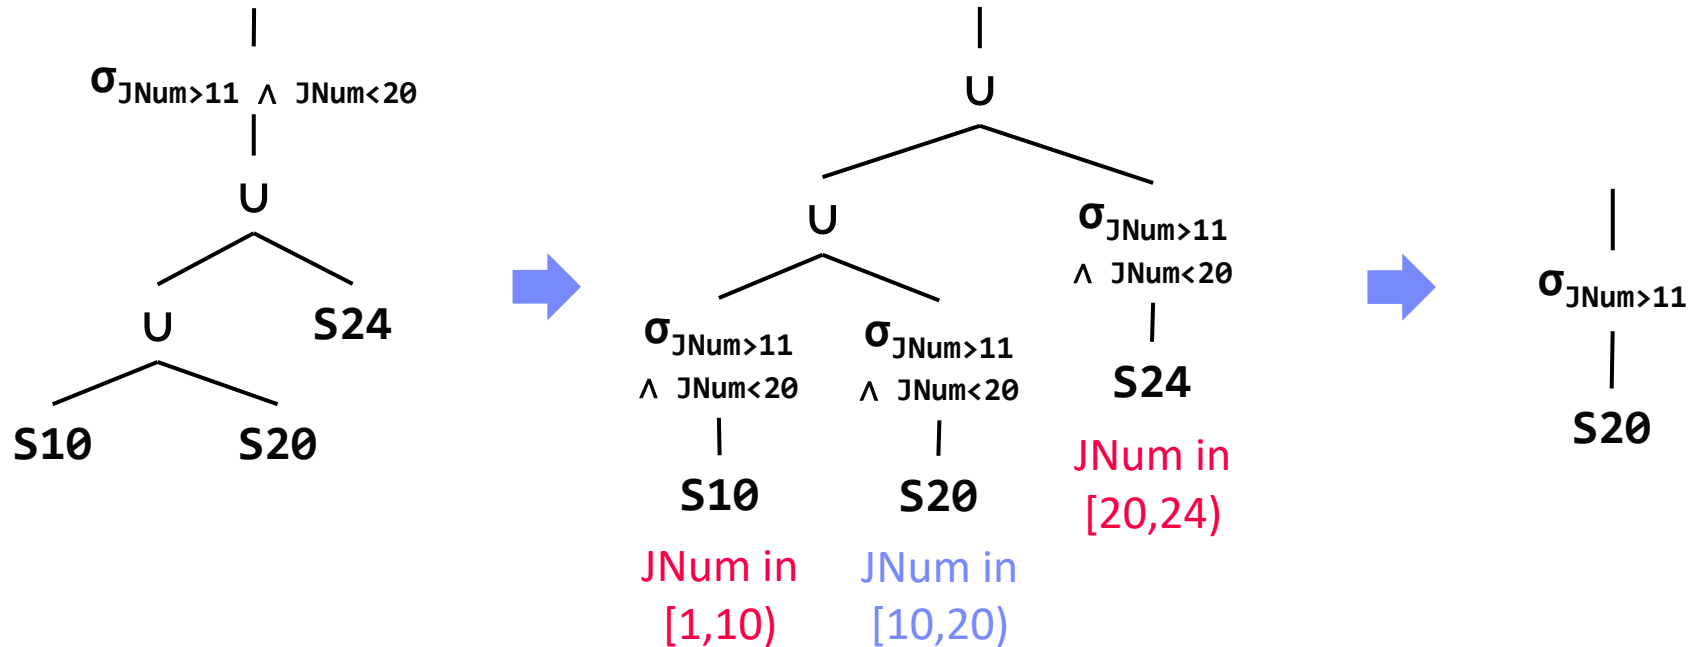 σJNum>11 ∧ JNum<20
∪
∪
S24
S10
S20
∪
∪
σJNum>11
∧ JNum<20
S24
JNum in
[20,24)
σJNum>11
∧ JNum<20
S10
JNum in
[1,10)
σJNum>11
∧ JNum<20
S20
JNum in
[10,20)
σJNum>11
S20